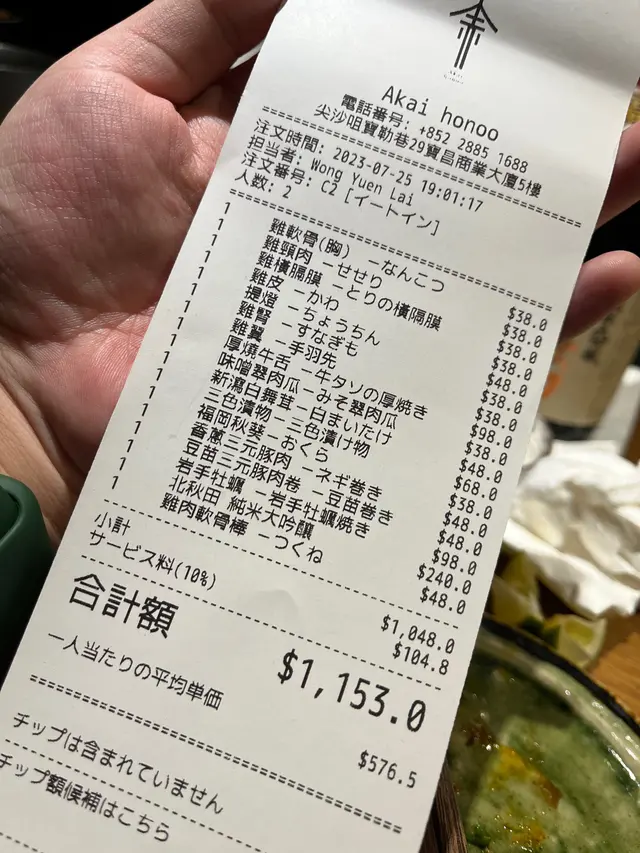 Akai honoo
電話番号: +852 2885 1688
尖沙咀寶勒巷29寶昌商業大廈5樓
注文時間: 2023-07-25 19:01:17
担当者: Wong Yuen Lai
注文番号: C2 [イートイン]
人数: 2
1 雞軟骨(胸) －なんこつ $38.0
1 雞頸肉 －せせり $38.0
1 雞橫隔膜 －とりの橫隔膜 $38.0
1 雞皮 －かわ $38.0
1 提燈 －ちょうちん $48.0
1 雞腎 －すなぎも $38.0
1 雞翼 －手羽先 $38.0
1 厚燒牛舌 －牛タソの厚焼き $98.0
1 味噌翠肉瓜 －みそ翠肉瓜 $38.0
1 新瀉白舞茸 －白まいたけ $48.0
1 三色漬物 －三色漬け物 $68.0
1 福岡秋葵 －おくら $38.0
1 香蔥三元豚肉 －ネギ巻き $48.0
1 豆苗三元豚肉卷 －豆苗巻き $48.0
1 岩手牡蠣 －岩手牡蠣焼き $98.0
1 北秋田 純米大吟釀 $240.0
1 雞肉軟骨棒 －つくね $48.0
小計 $1,048.0
サービス料(10%) $104.8
合計額 $1,153.0
一人当たりの平均単価 $576.5
チップは含まれていません
チップ額候補はこちら